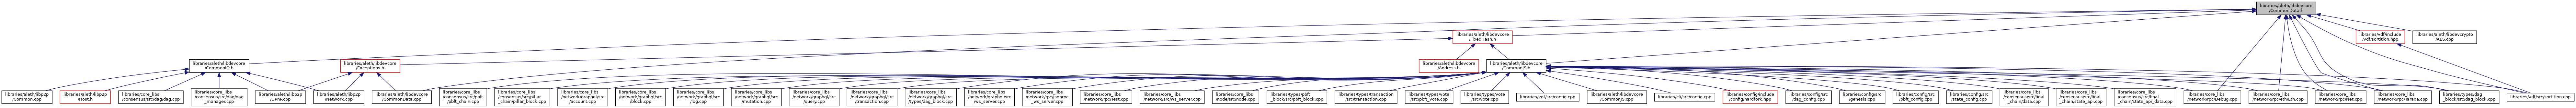 libraries/aleth/libdevcore
/CommonData.h
libraries/aleth/libdevcore
/FixedHash.h
libraries/vdf/include
/vdf/sortition.hpp
libraries/aleth/libdevcrypto
/AES.cpp
libraries/aleth/libdevcore
/CommonIO.h
libraries/aleth/libdevcore
/Exceptions.h
libraries/aleth/libdevcore
/Address.h
libraries/aleth/libdevcore
/CommonJS.h
libraries/aleth/libp2p
/Common.cpp
libraries/aleth/libp2p
/Host.h
libraries/core_libs
/consensus/src/dag/dag.cpp
libraries/core_libs
/consensus/src/dag/dag
_manager.cpp
libraries/aleth/libp2p
/UPnP.cpp
libraries/aleth/libp2p
/Network.cpp
libraries/aleth/libdevcore
/CommonData.cpp
libraries/core_libs
/consensus/src/pbft
/pbft_chain.cpp
libraries/core_libs
/consensus/src/pillar
_chain/pillar_block.cpp
libraries/core_libs
/network/graphql/src
/account.cpp
libraries/core_libs
/network/graphql/src
/block.cpp
libraries/core_libs
/network/graphql/src
/log.cpp
libraries/core_libs
/network/graphql/src
/mutation.cpp
libraries/core_libs
/network/graphql/src
/query.cpp
libraries/core_libs
/network/graphql/src
/transaction.cpp
libraries/core_libs
/network/graphql/src
/types/dag_block.cpp
libraries/core_libs
/network/graphql/src
/ws_server.cpp
libraries/core_libs
/network/rpc/jsonrpc
_ws_server.cpp
libraries/core_libs
/network/rpc/Test.cpp
libraries/core_libs
/network/src/ws_server.cpp
libraries/core_libs
/node/src/node.cpp
libraries/types/pbft
_block/src/pbft_block.cpp
libraries/types/transaction
/src/transaction.cpp
libraries/types/vote
/src/pbft_vote.cpp
libraries/types/vote
/src/vote.cpp
libraries/vdf/src/config.cpp
libraries/aleth/libdevcore
/CommonJS.cpp
libraries/cli/src/config.cpp
libraries/config/include
/config/hardfork.hpp
libraries/config/src
/dag_config.cpp
libraries/config/src
/genesis.cpp
libraries/config/src
/pbft_config.cpp
libraries/config/src
/state_config.cpp
libraries/core_libs
/consensus/src/final
_chain/data.cpp
libraries/core_libs
/consensus/src/final
_chain/state_api.cpp
libraries/core_libs
/consensus/src/final
_chain/state_api_data.cpp
libraries/core_libs
/network/rpc/Debug.cpp
libraries/core_libs
/network/rpc/eth/Eth.cpp
libraries/core_libs
/network/rpc/Net.cpp
libraries/core_libs
/network/rpc/Taraxa.cpp
libraries/types/dag
_block/src/dag_block.cpp
libraries/vdf/src/sortition.cpp